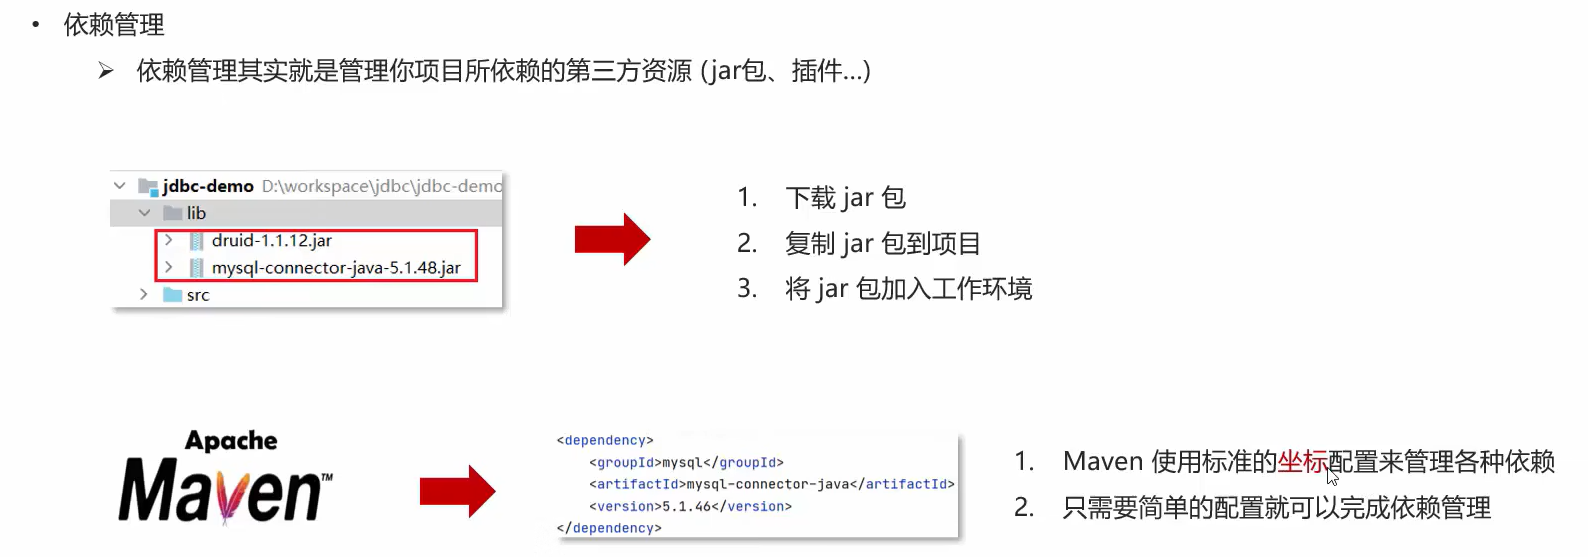 • 依赖管理
➢ 依赖管理其实就是管理你项目所依赖的第三方资源 (jar包、插件...)
jdbc-demo D:\workspace\jdbc\jdbc-demo
lib
druid-1.1.12.jar
mysql-connector-java-5.1.48.jar
src
1. 下载 jar 包
2. 复制 jar 包到项目
3. 将 jar 包加入工作环境
Apache
Maven™
<dependency>
<groupId>mysql</groupId>
<artifactId>mysql-connector-java</artifactId>
<version>5.1.46</version>
</dependency>
1. Maven 使用标准的坐标配置来管理各种依赖
2. 只需要简单的配置就可以完成依赖管理